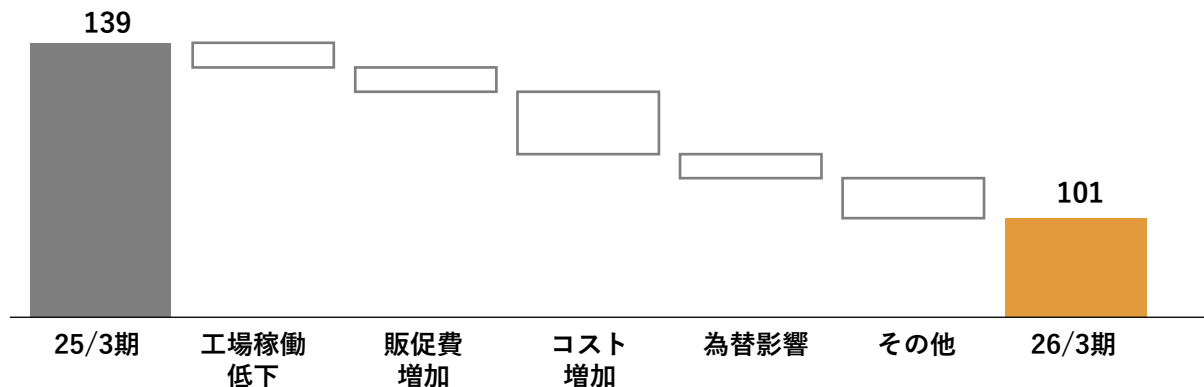 139
101
25/3期
工場稼働
低下
販促費
増加
コスト
増加
為替影響
その他
26/3期